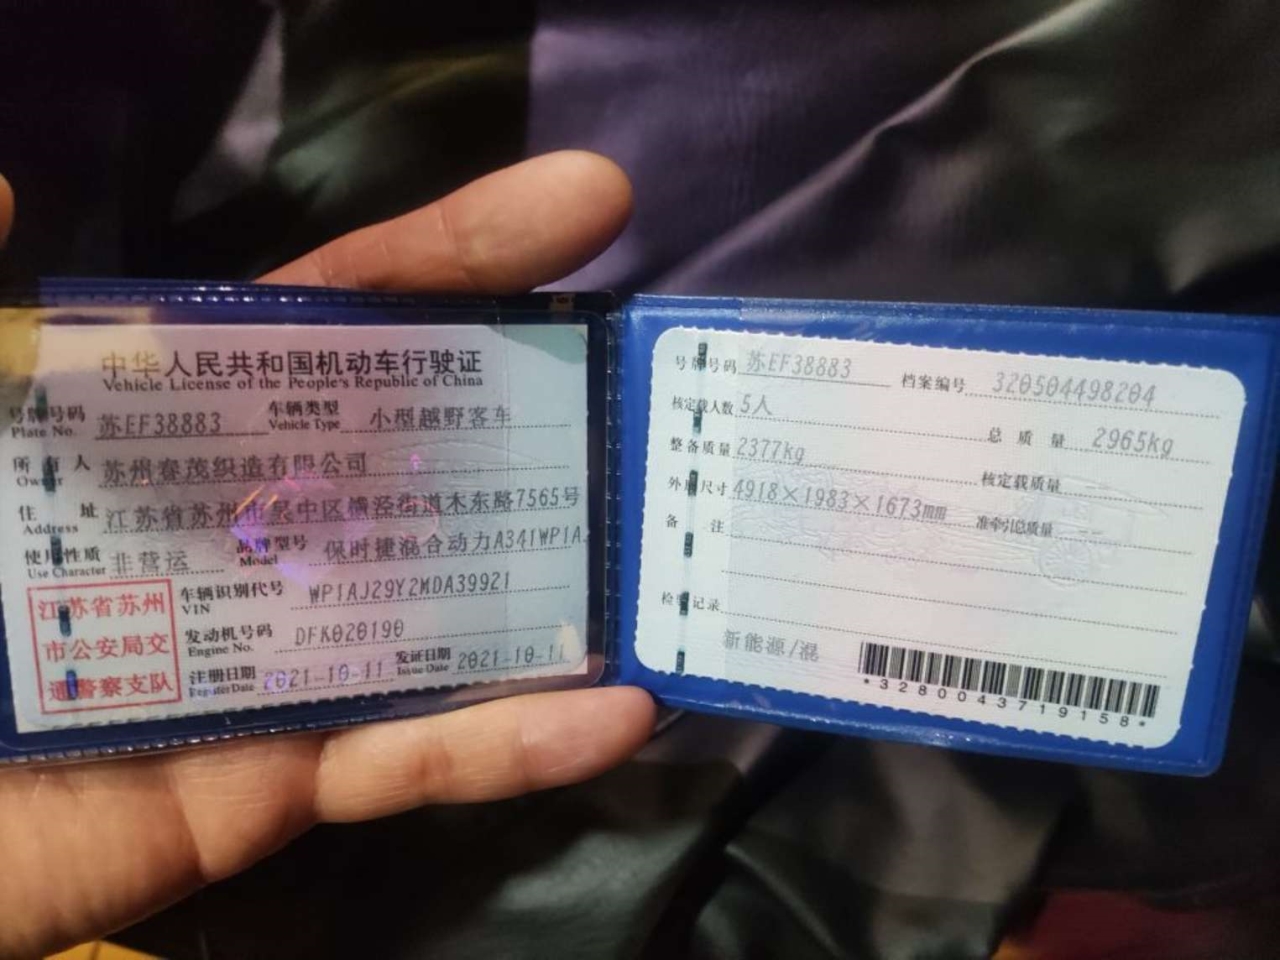 中华人民共和国机动车行驶证
Vehicle License of the People's Republic of China
号牌号码 苏EF38883 车辆类型 小型越野客车
Plate No. Vehicle Type
所有人 苏州春茂织造有限公司
Owner
住址 江苏省苏州市吴中区横泾街道木东路7565号
Address
使用性质 非营运 品牌型号 保时捷混合动力A341WP1A
Use Character Model
江苏省苏州
市公安局交
通警察支队
车辆识别代号 WP1AJ29Y2MDA39921
VIN
发动机号码 DFK020190
Engine No.
注册日期 2021-10-11 发证日期 2021-10-11
Register Date Issue Date
号牌号码 苏EF38883 档案编号 320504498204
核定载人数 5人 总质量 2965kg
整备质量 2377kg 核定载质量
外廓尺寸 4918×1983×1673mm 准牵引总质量 --
备注
检验记录
新能源/混
*3280043719158*